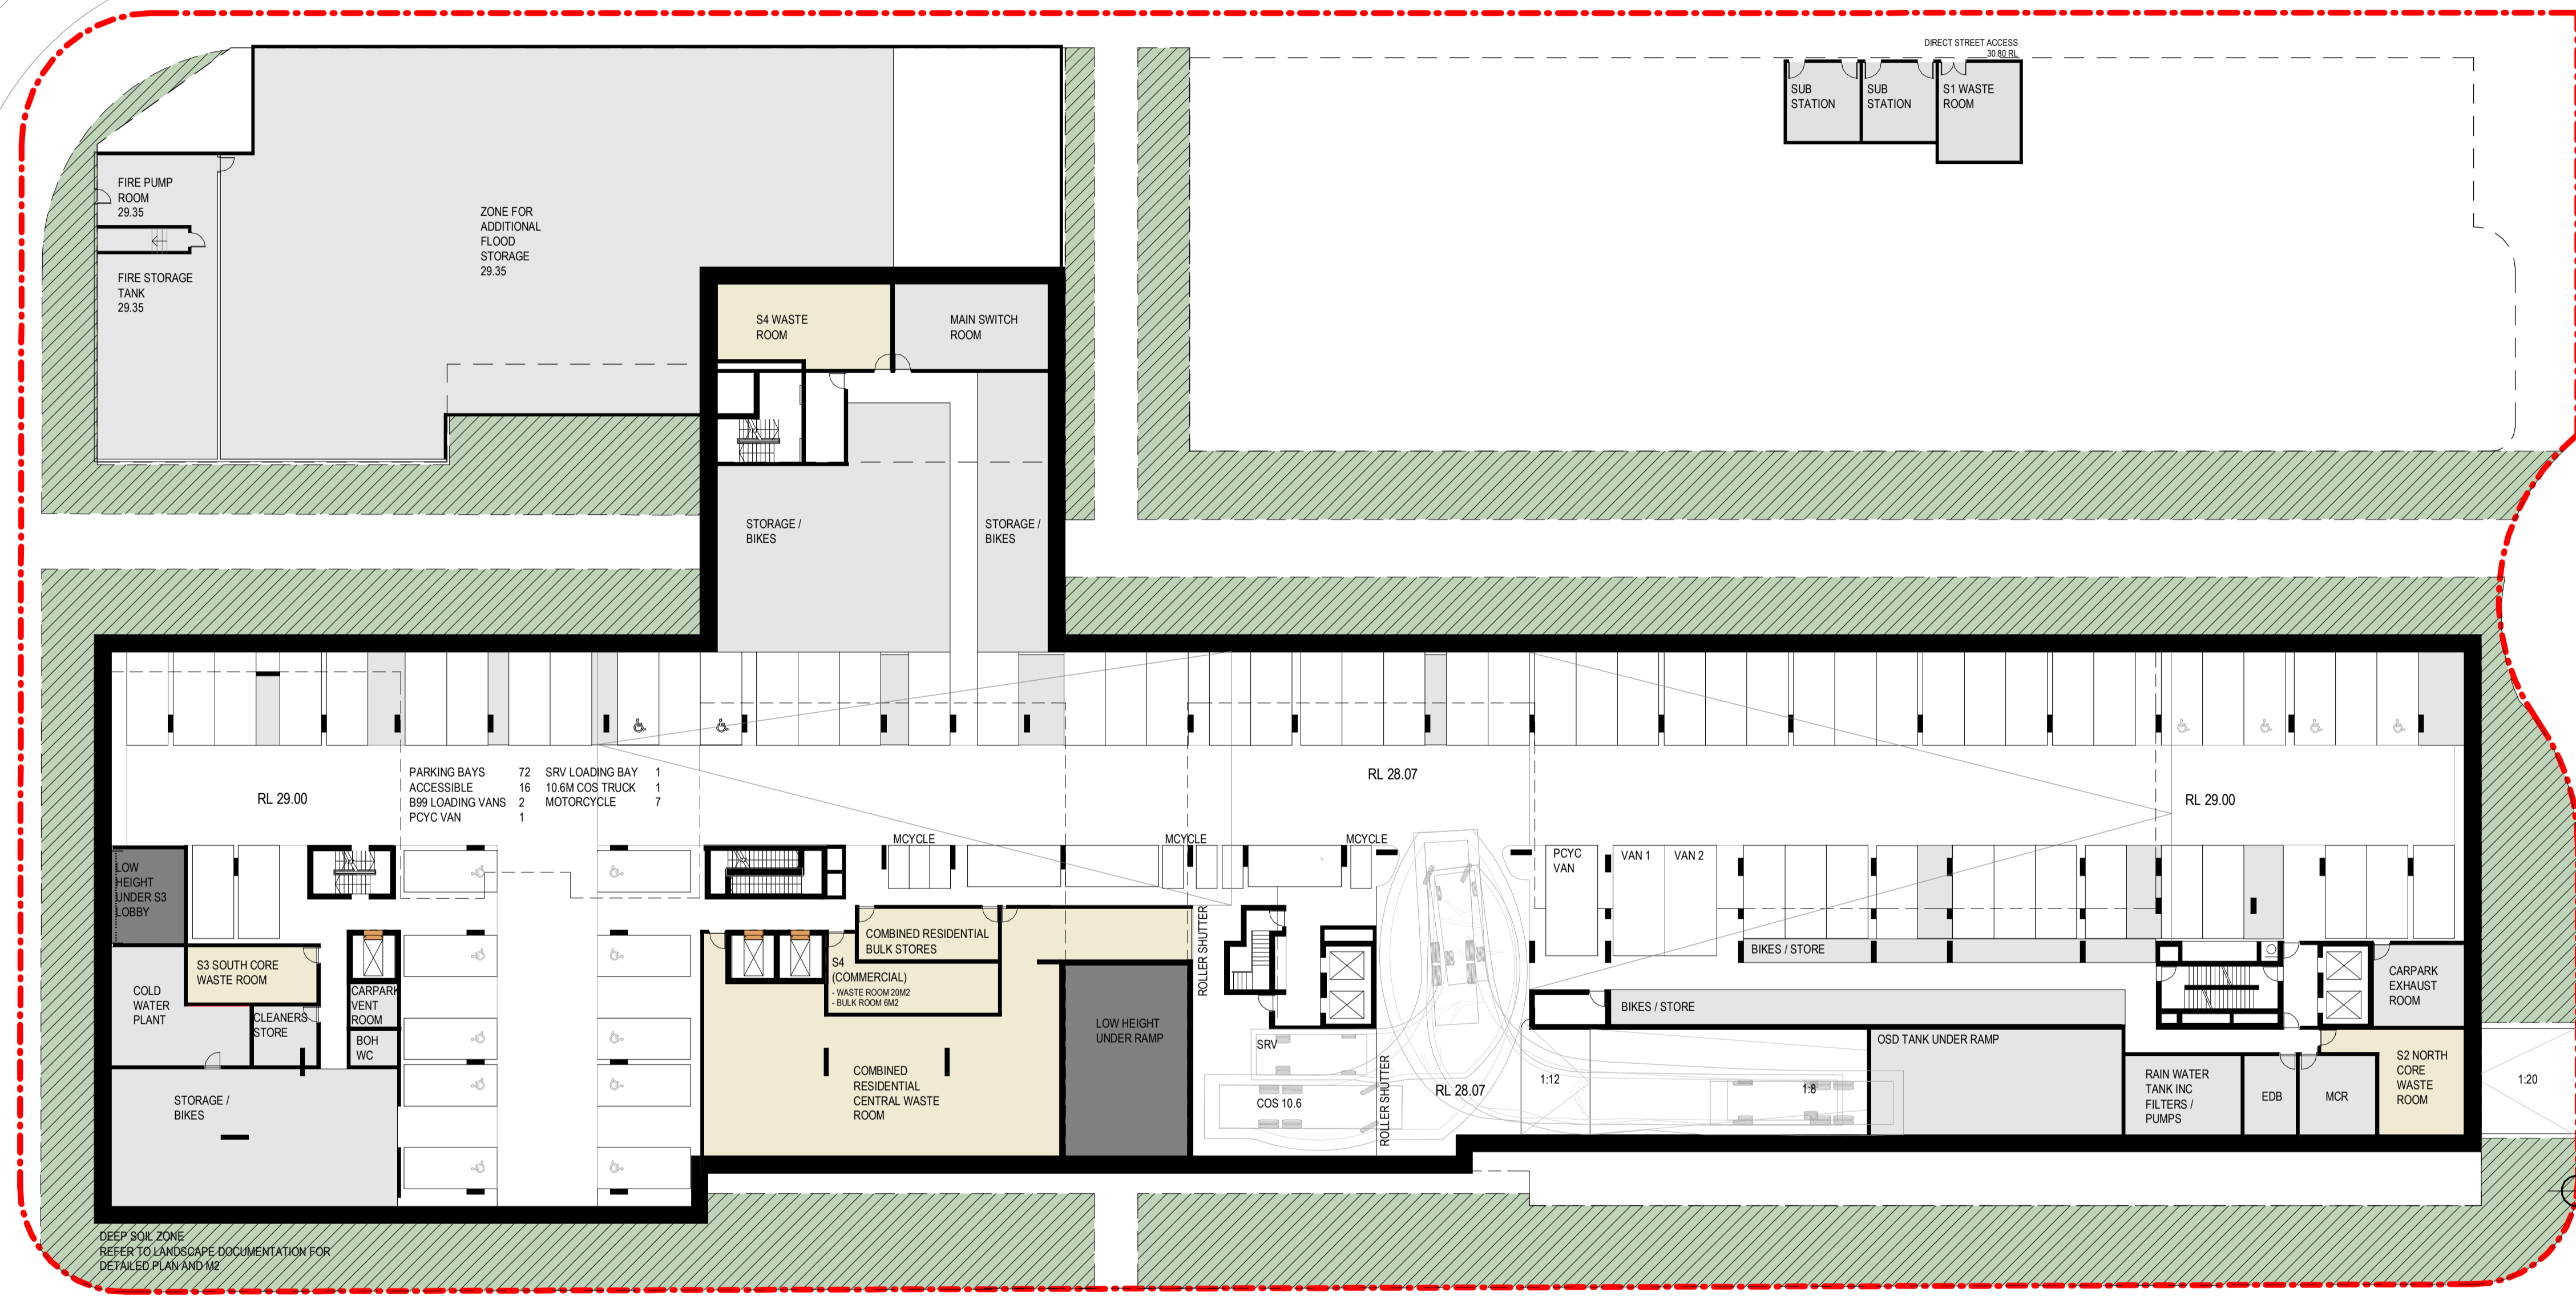 DIRECT STREET ACCESS
30.80 RL
SUB
STATION
SUB
STATION
S1 WASTE
ROOM
FIRE PUMP
ROOM
29.35
ZONE FOR
ADDITIONAL
FLOOD
STORAGE
29.35
FIRE STORAGE
TANK
29.35
S4 WASTE
ROOM
MAIN SWITCH
ROOM
STORAGE /
BIKES
STORAGE /
BIKES
PARKING BAYS 72
ACCESSIBLE 16
B99 LOADING VANS 2
PCYC VAN 1
SRV LOADING BAY 1
10.6M COS TRUCK 1
MOTORCYCLE 7
RL 29.00
RL 28.07
RL 29.00
MCYCLE
MCYCLE
MCYCLE
PCYC
VAN
VAN 1
VAN 2
LOW
HEIGHT
UNDER S3
LOBBY
S3 SOUTH CORE
WASTE ROOM
COLD
WATER
PLANT
CLEANERS
STORE
CARPARK
VENT
ROOM
BOH
WC
STORAGE /
BIKES
COMBINED RESIDENTIAL
BULK STORES
S4
(COMMERCIAL)
- WASTE ROOM 20M2
- BULK ROOM 6M2
COMBINED
RESIDENTIAL
CENTRAL WASTE
ROOM
LOW HEIGHT
UNDER RAMP
ROLLER SHUTTER
SRV
COS 10.6
ROLLER SHUTTER
RL 28.07
1:12
1:8
BIKES / STORE
BIKES / STORE
OSD TANK UNDER RAMP
RAIN WATER
TANK INC
FILTERS /
PUMPS
EDB
MCR
CARPARK
EXHAUST
ROOM
S2 NORTH
CORE
WASTE
ROOM
1:20
DEEP SOIL ZONE
REFER TO LANDSCAPE DOCUMENTATION FOR
DETAILED PLAN AND M2